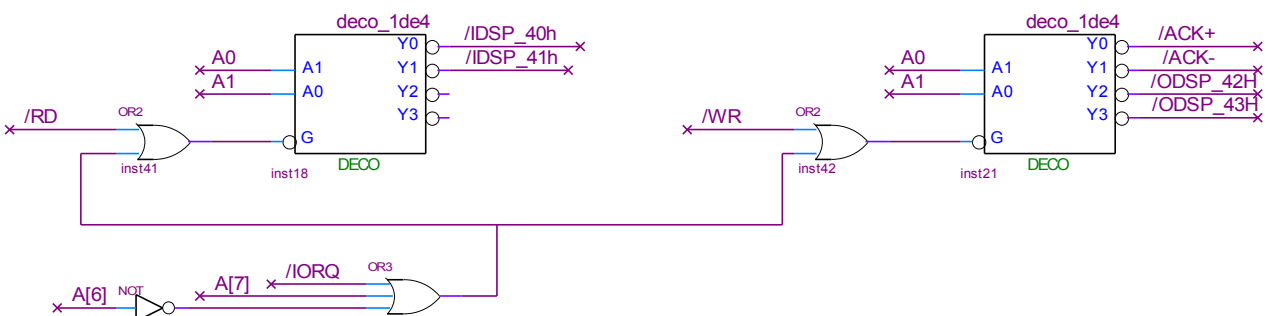 deco_1de4
A0
A1
A1
A0
Y0
Y1
Y2
Y3
G
/IDSP_40h
/IDSP_41h
/RD
OR2
inst41
inst18
DECO
deco_1de4
A0
A1
A1
A0
Y0
Y1
Y2
Y3
G
/ACK+
/ACK-
/ODSP_42H
/ODSP_43H
/WR
OR2
inst42
inst21
DECO
/IORQ
OR3
A[7]
A[6]
NOT